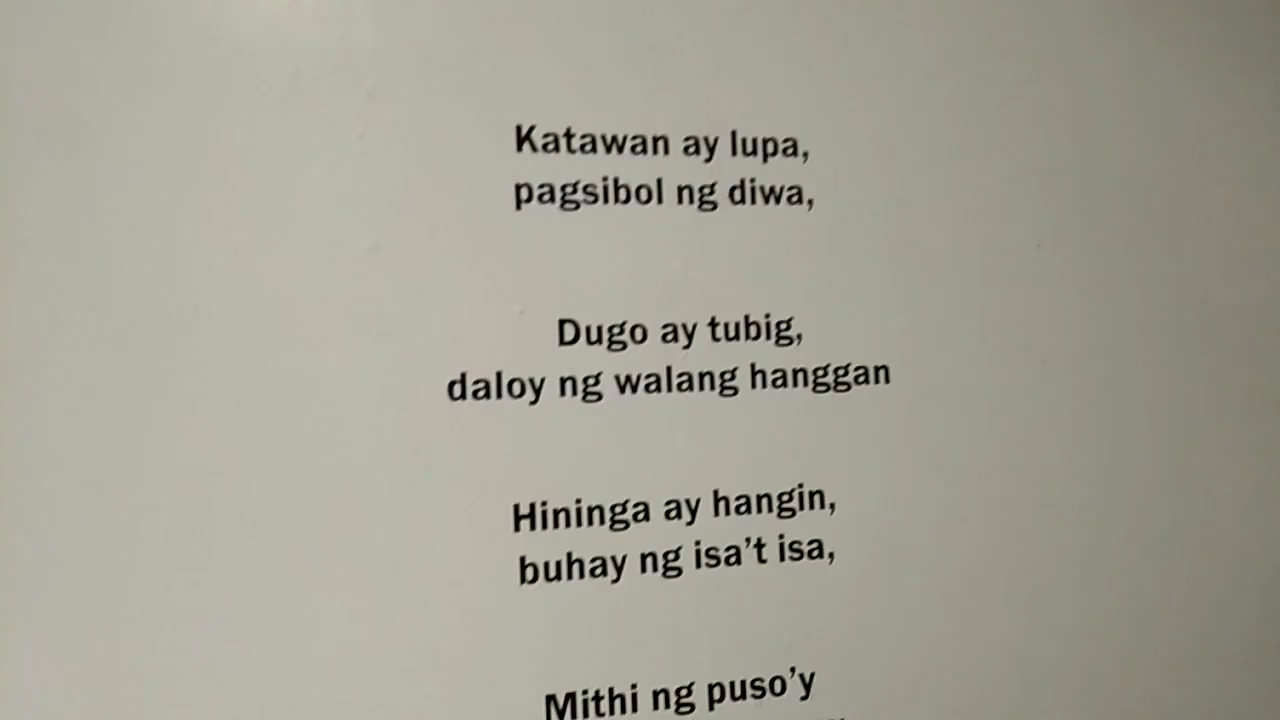 Katawan ay lupa,
pagsibol ng diwa,
Dugo ay tubig,
daloy ng walang hanggan
Hininga ay hangin,
buhay ng isa't isa,
Mithi ng puso'y